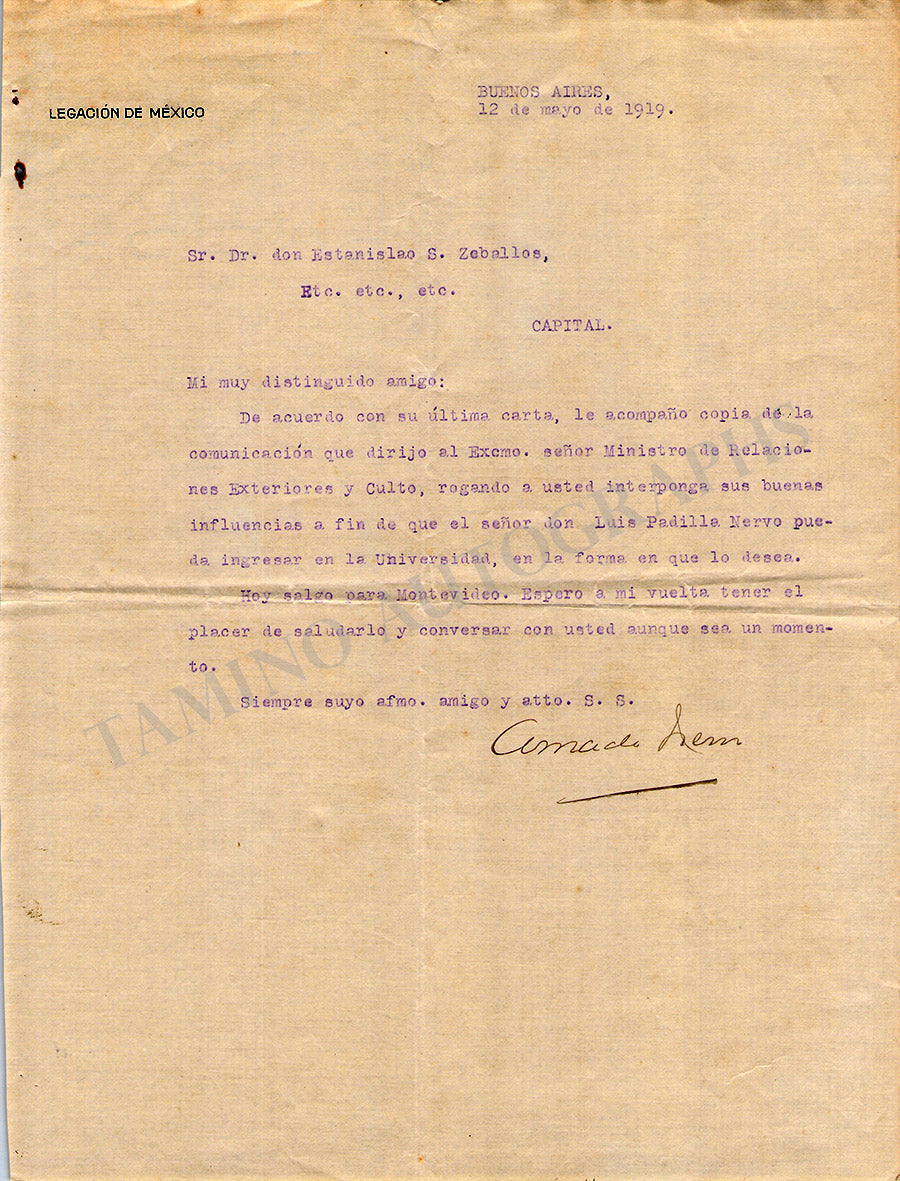 LEGACIÓN DE MÉXICO
BUENOS AIRES,
12 de mayo de 1919.
Sr. Dr. don Estanislao S. Zeballos,
Etc. etc., etc.
CAPITAL.
Mi muy distinguido amigo:
De acuerdo con su última carta, le acompaño copia de la
comunicación que dirijo al Excmo. señor Ministro de Relacio-
nes Exteriores y Culto, rogando a usted interponga sus buenas
influencias a fin de que el señor don Luis Padilla Nervo pue-
da ingresar en la Universidad, en la forma en que lo desea.
Hoy salgo para Montevideo. Espero a mi vuelta tener el
placer de saludarlo y conversar con usted aunque sea un momen-
to.
Siempre suyo afmo. amigo y atto. S. S.
Amado Nervo
TAMINO AUTOGRAPHS